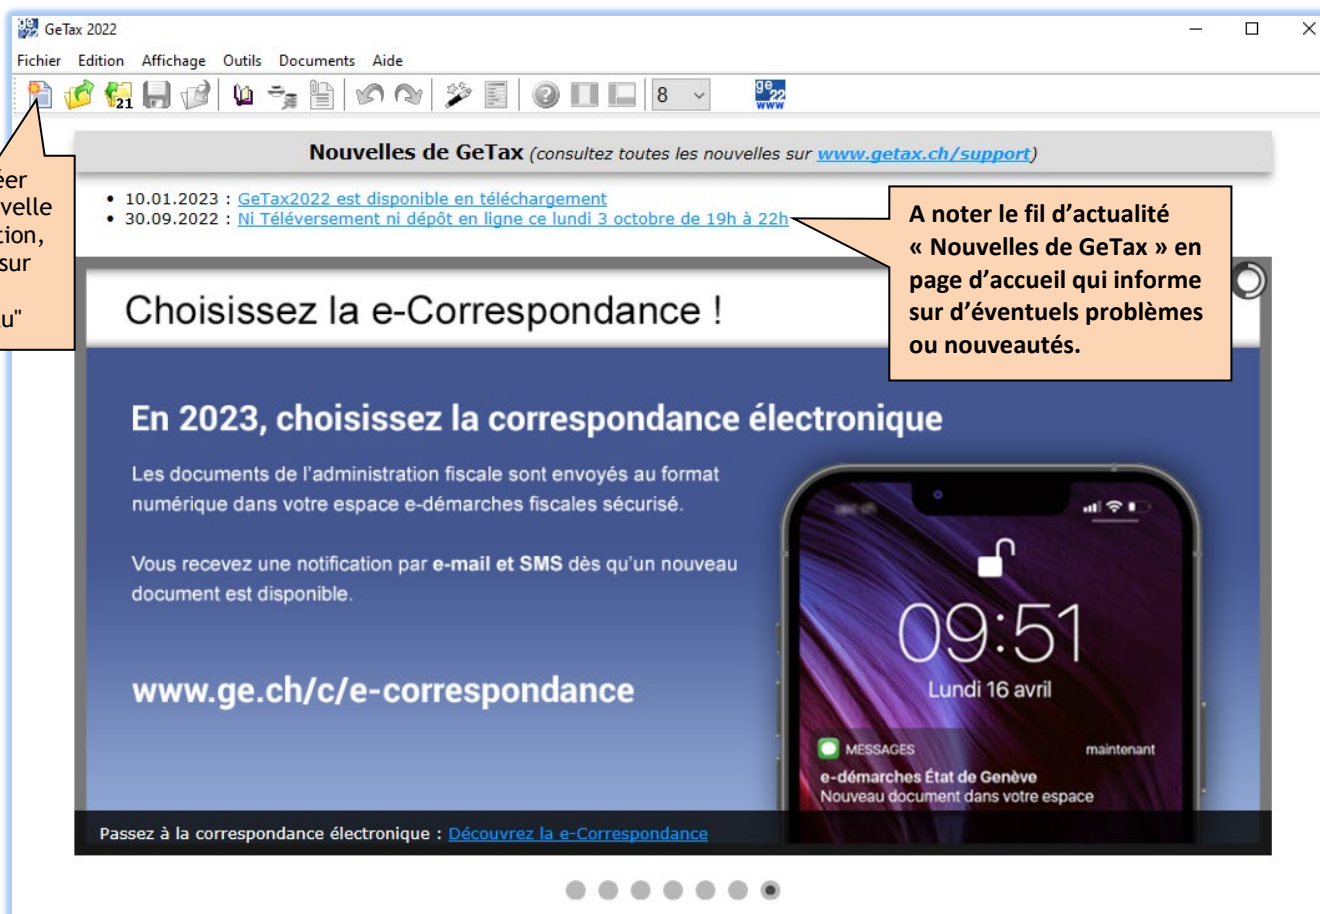 GeTax 2022
Fichier Edition Affichage Outils Documents Aide
21
8
ge
22
www
Nouvelles de GeTax (consultez toutes les nouvelles sur www.getax.ch/support)
• 10.01.2023 : GeTax2022 est disponible en téléchargement
• 30.09.2022 : Ni Téléversement ni dépôt en ligne ce lundi 3 octobre de 19h à 22h
sur
A noter le fil d’actualité
« Nouvelles de GeTax » en
page d’accueil qui informe
sur d’éventuels problèmes
ou nouveautés.
Choisissez la e-Correspondance !
En 2023, choisissez la correspondance électronique
Les documents de l'administration fiscale sont envoyés au format
numérique dans votre espace e-démarches fiscales sécurisé.
Vous recevez une notification par e-mail et SMS dès qu'un nouveau
document est disponible.
www.ge.ch/c/e-correspondance
09:51
Lundi 16 avril
MESSAGES maintenant
e-démarches État de Genève
Nouveau document dans votre espace
Passez à la correspondance électronique : Découvrez la e-Correspondance